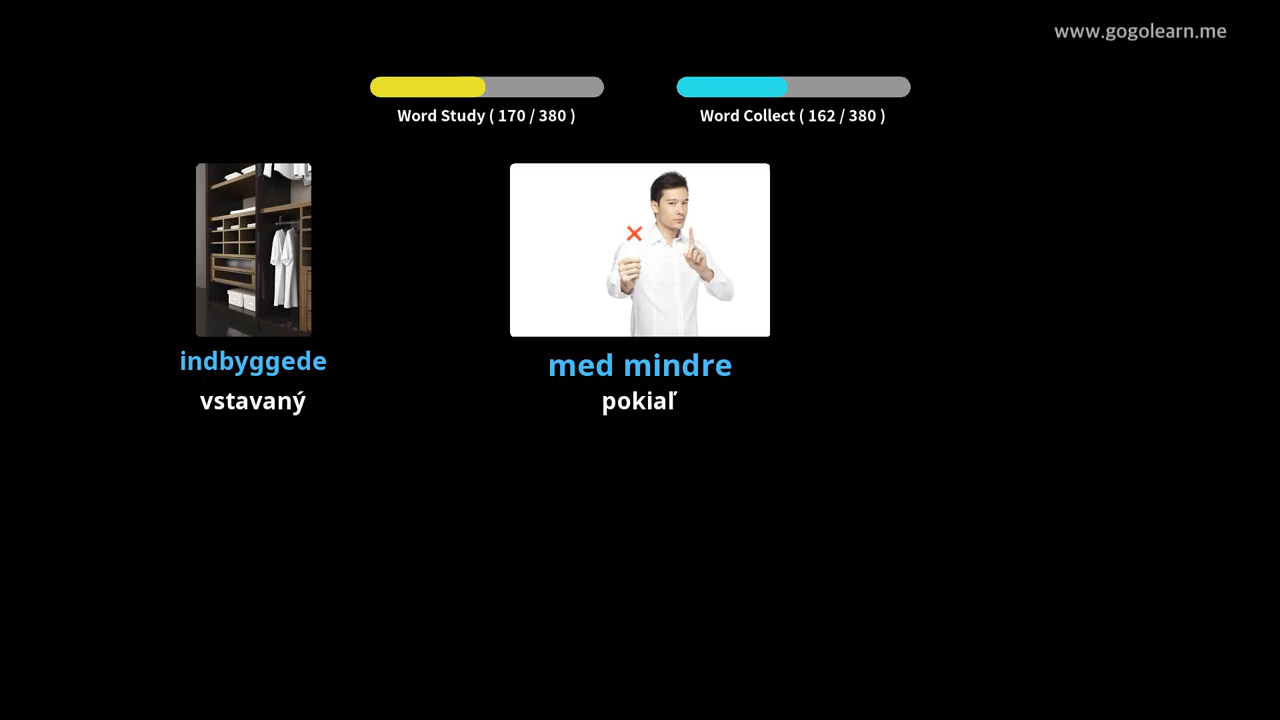 www.gogolearn.me
Word Study ( 170 / 380 )
Word Collect ( 162 / 380 )
indbyggede
vstavaný
med mindre
pokiaľ